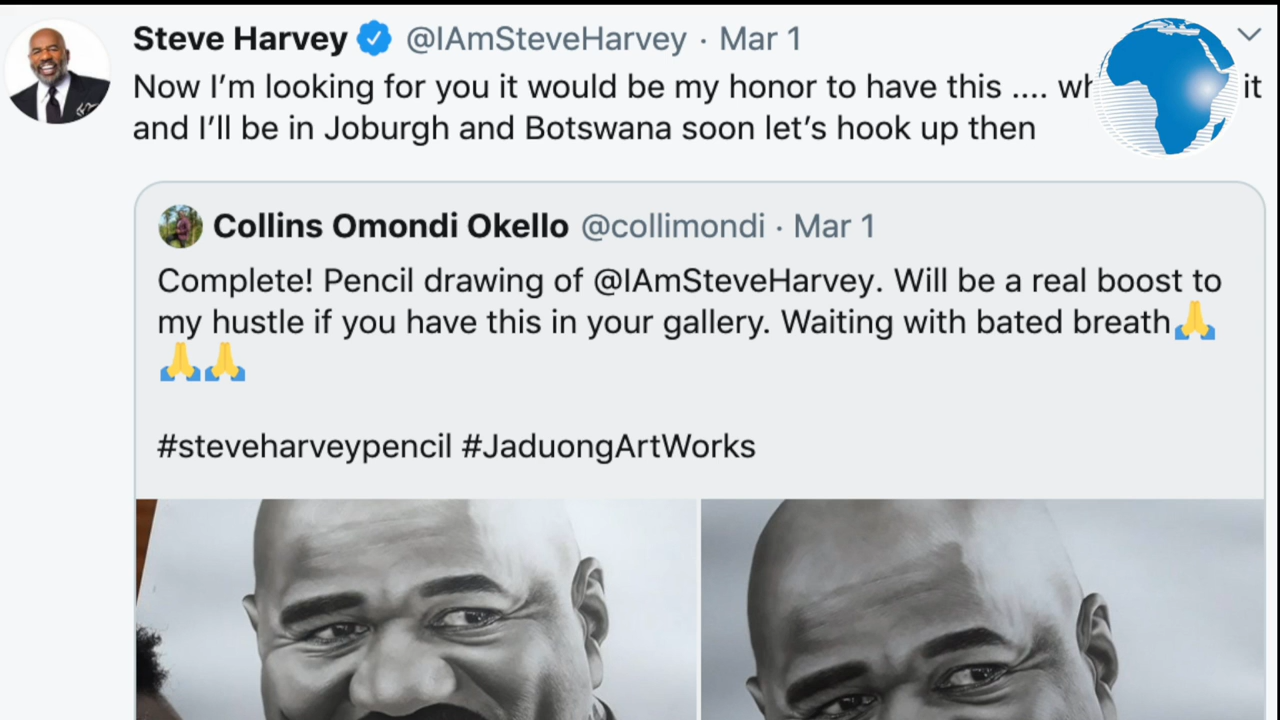 Steve Harvey @IAmSteveHarvey · Mar 1
Now I’m looking for you it would be my honor to have this .... it
and I’ll be in Joburgh and Botswana soon let’s hook up then
Collins Omondi Okello @collimondi · Mar 1
Complete! Pencil drawing of @IAmSteveHarvey. Will be a real boost to
my hustle if you have this in your gallery. Waiting with bated breath🙏
🙏🙏
#steveharveypencil #JaduongArtWorks